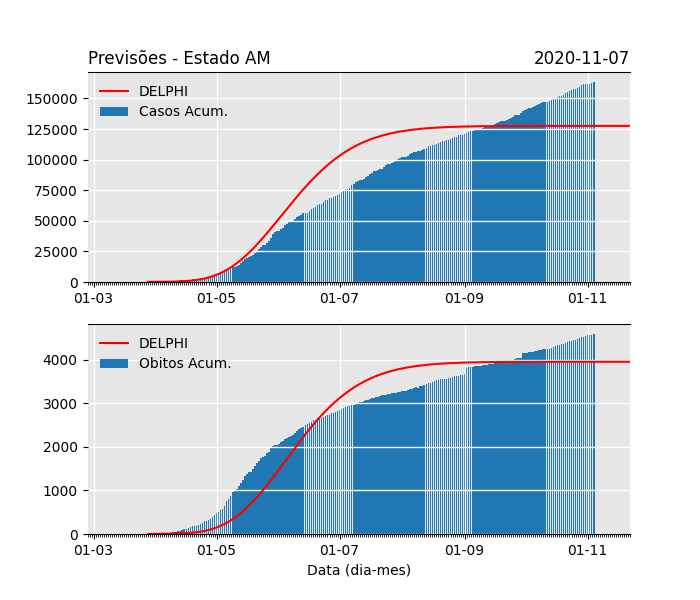 Previsões - Estado AM 2020-11-07
DELPHI
Casos Acum.
150000
125000
100000
75000
50000
25000
0
01-03 01-05 01-07 01-09 01-11
DELPHI
Obitos Acum.
4000
3000
2000
1000
0
01-03 01-05 01-07 01-09 01-11
Data (dia-mes)